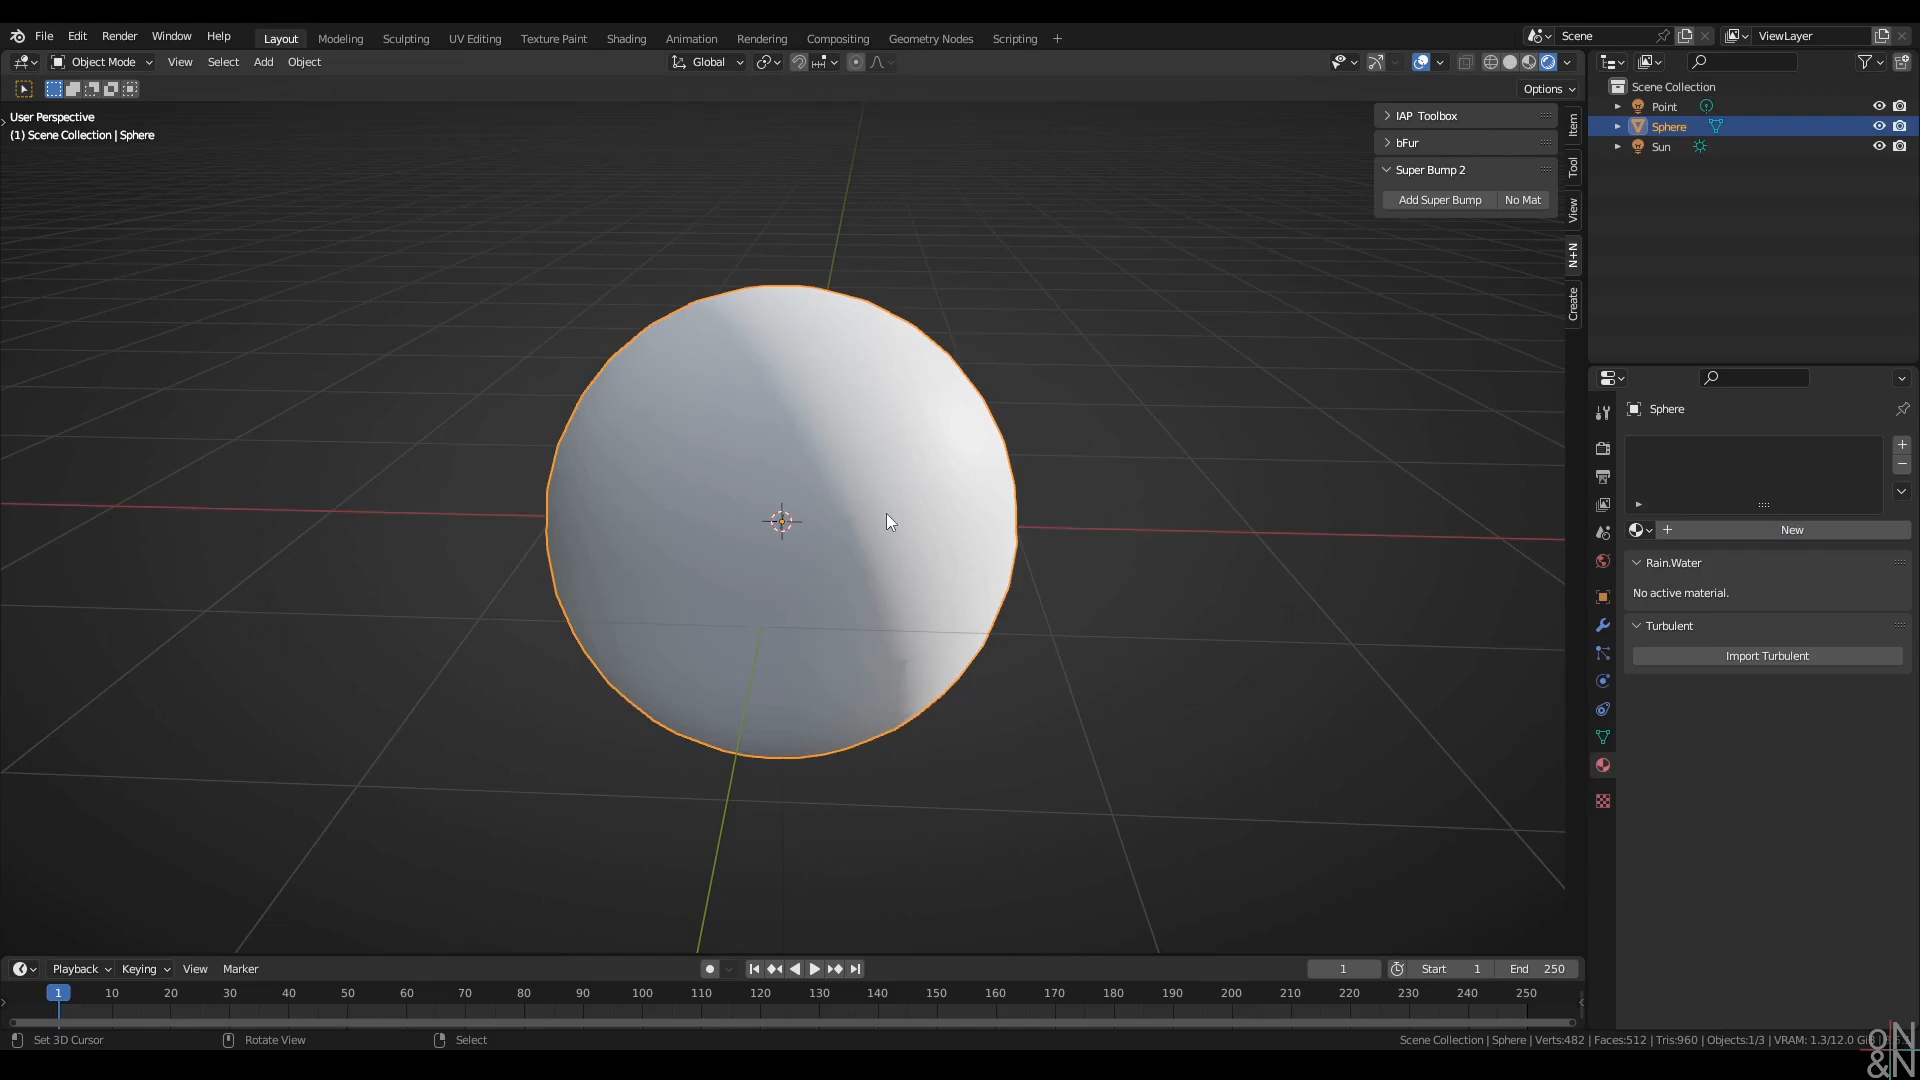 File Edit Render Window Help Layout Modeling Sculpting UV Editing Texture Paint Shading Animation Rendering Compositing Geometry Nodes Scripting + Scene ViewLayer
Object Mode View Select Add Object Global
Options
User Perspective
(1) Scene Collection | Sphere
IAP Toolbox
bFur
Super Bump 2
Add Super Bump No Mat
Item
Tool
View
N+N
Create
Scene Collection
Point
Sphere
Sun
Sphere
New
Rain.Water
No active material.
Turbulent
Import Turbulent
Playback Keying View Marker 1 Start 1 End 250
1 10 20 30 40 50 60 70 80 90 100 110 120 130 140 150 160 170 180 190 200 210 220 230 240 250
Set 3D Cursor Rotate View Select Scene Collection | Sphere | Verts:482 | Faces:512 | Tris:960 | Objects:1/3 | VRAM: 1.3/12.0